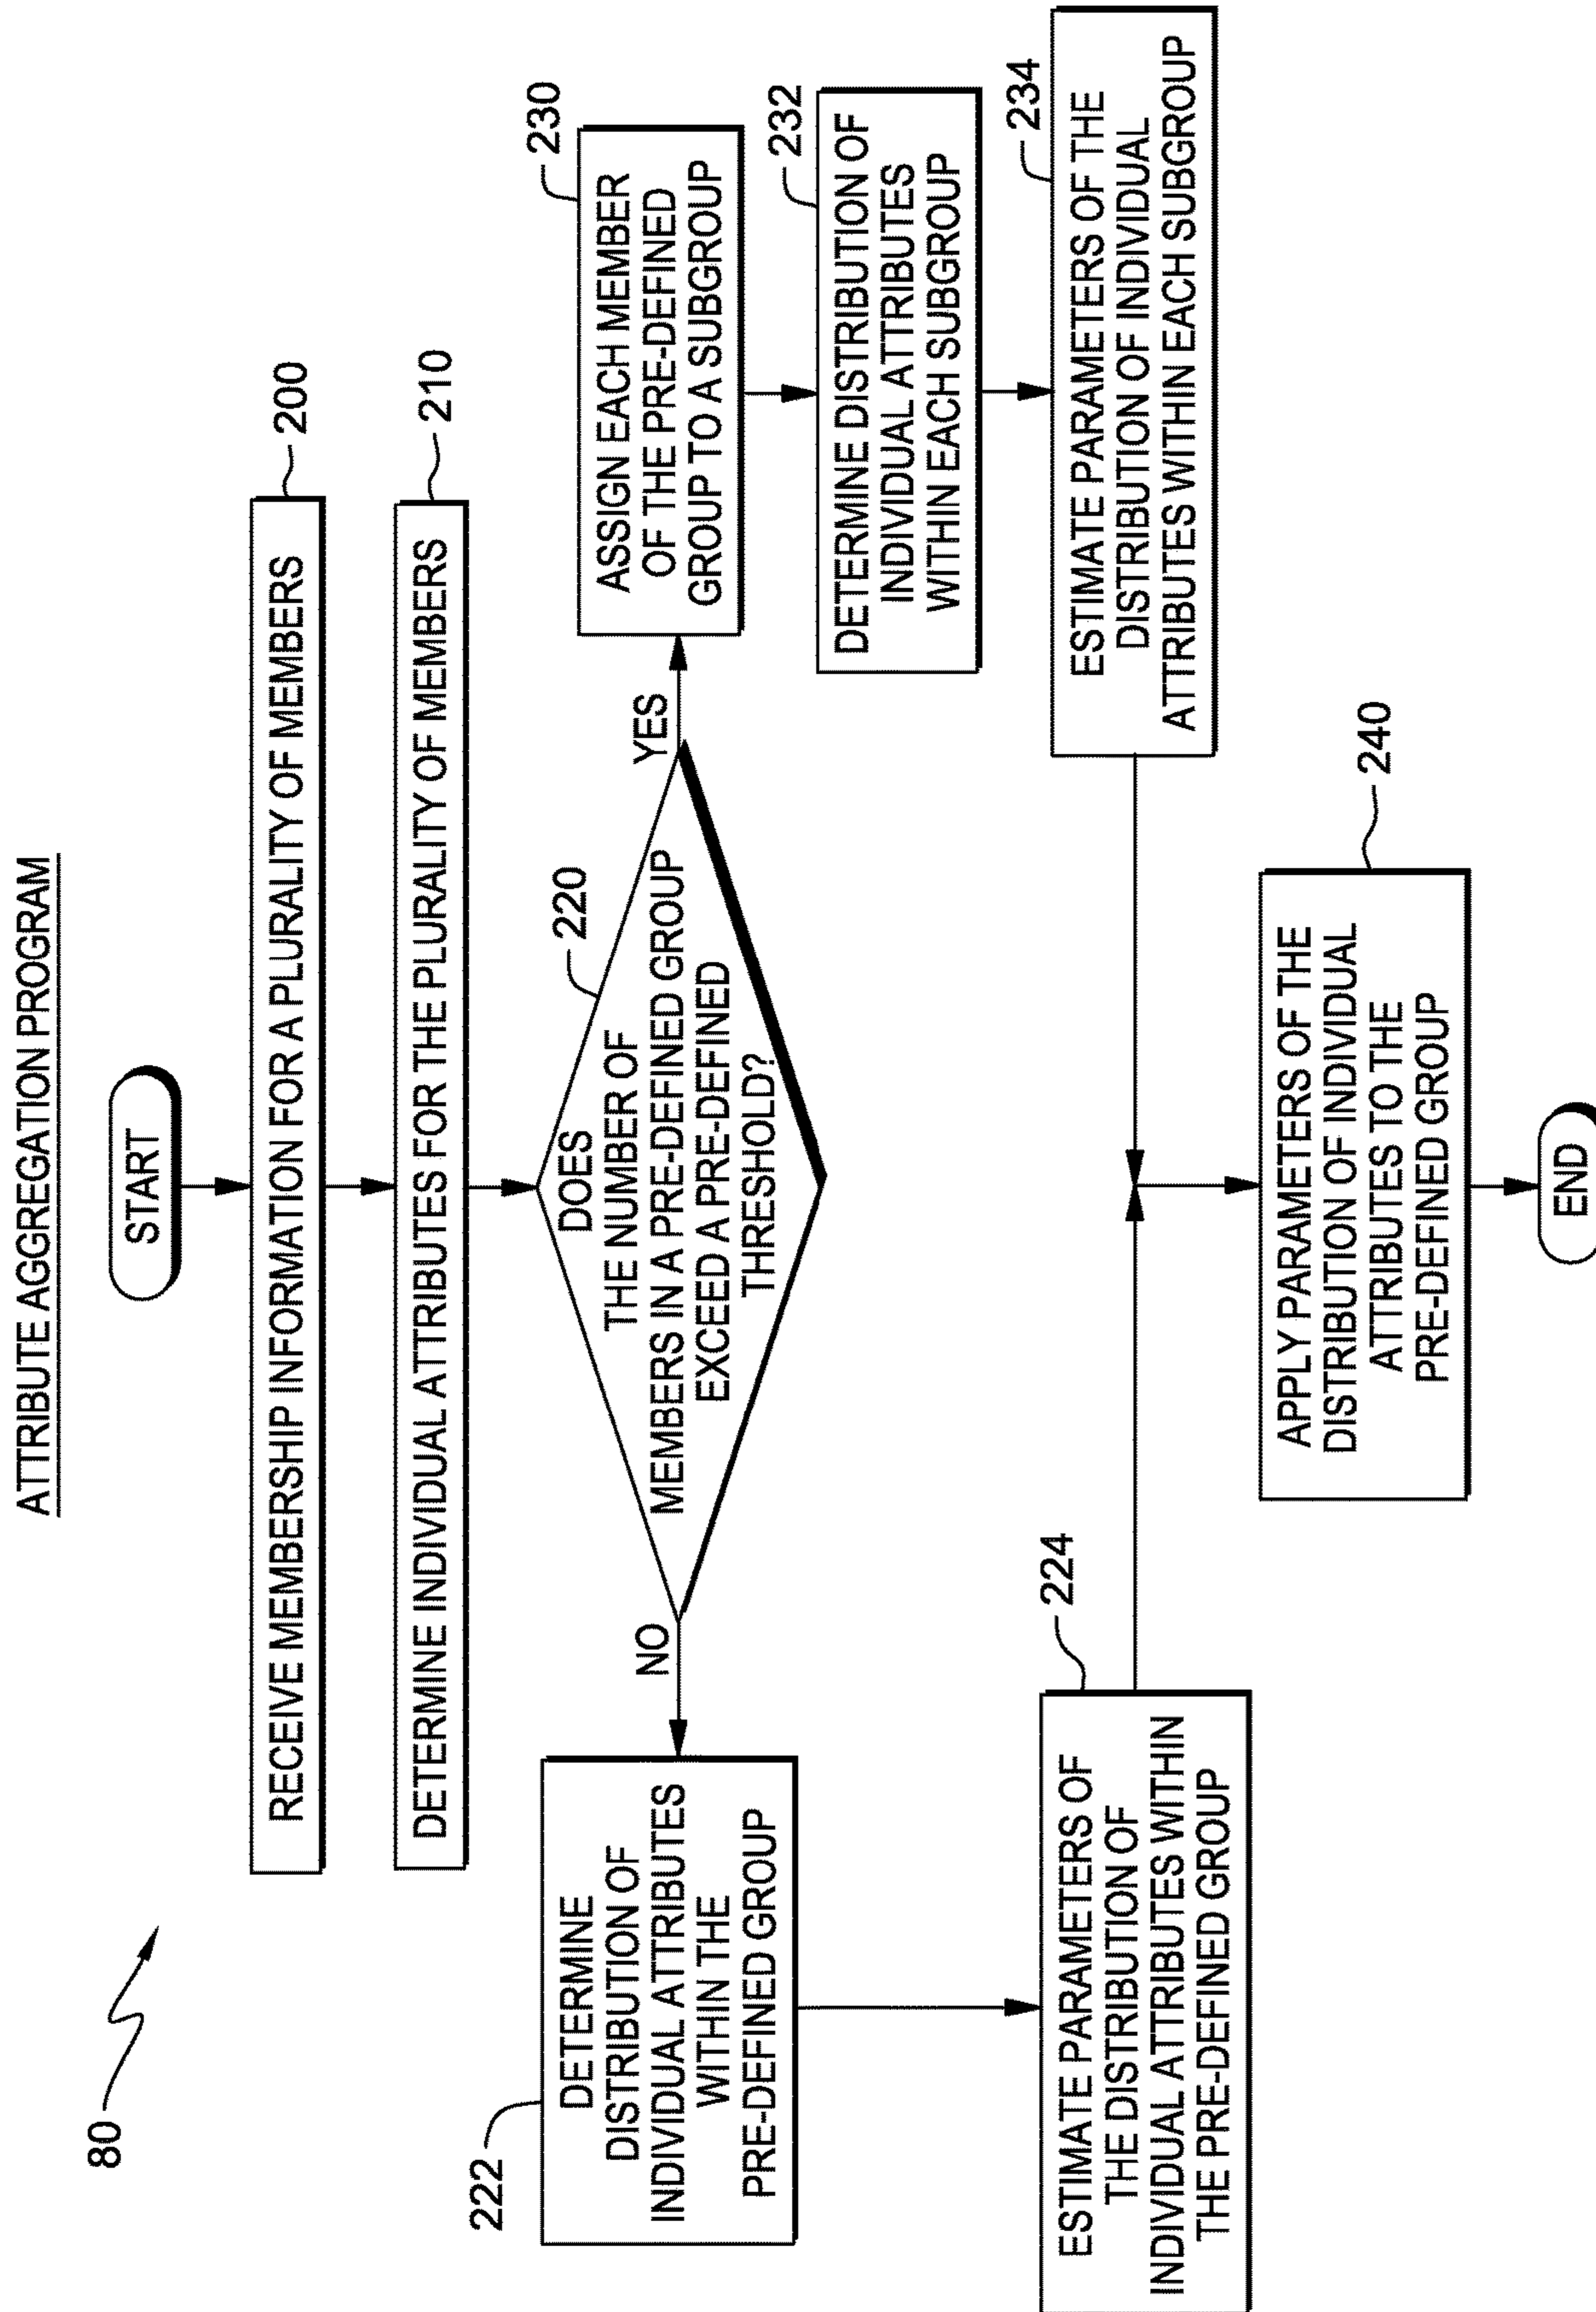 ATTRIBUTE AGGREGATION PROGRAM
80
START
RECEIVE MEMBERSHIP INFORMATION FOR A PLURALITY OF MEMBERS
200
DETERMINE INDIVIDUAL ATTRIBUTES FOR THE PLURALITY OF MEMBERS
210
DOES
THE NUMBER OF
MEMBERS IN A PRE-DEFINED GROUP
EXCEED A PRE-DEFINED
THRESHOLD?
220
NO
YES
222
DETERMINE
DISTRIBUTION OF
INDIVIDUAL ATTRIBUTES
WITHIN THE
PRE-DEFINED GROUP
224
ESTIMATE PARAMETERS OF
THE DISTRIBUTION OF
INDIVIDUAL ATTRIBUTES WITHIN
THE PRE-DEFINED GROUP
230
ASSIGN EACH MEMBER
OF THE PRE-DEFINED
GROUP TO A SUBGROUP
232
DETERMINE DISTRIBUTION OF
INDIVIDUAL ATTRIBUTES
WITHIN EACH SUBGROUP
234
ESTIMATE PARAMETERS OF THE
DISTRIBUTION OF INDIVIDUAL
ATTRIBUTES WITHIN EACH SUBGROUP
240
APPLY PARAMETERS OF THE
DISTRIBUTION OF INDIVIDUAL
ATTRIBUTES TO THE
PRE-DEFINED GROUP
END